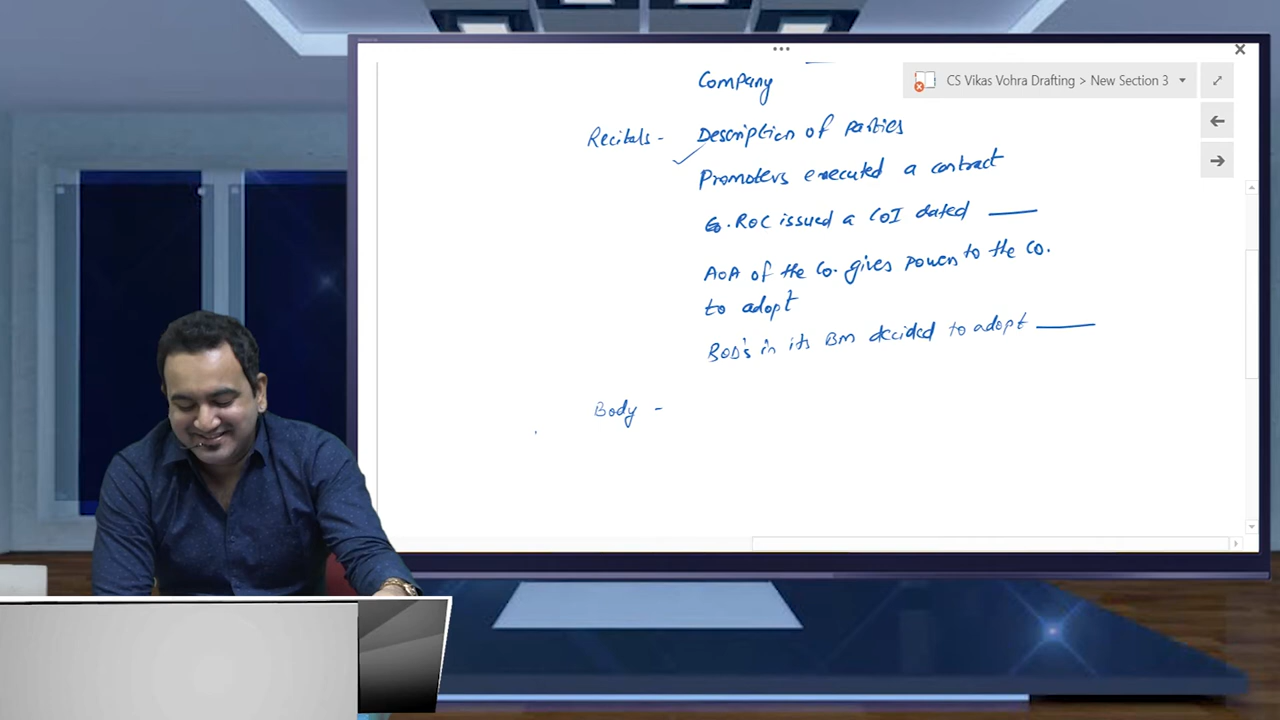 Company
CS Vikas Vohra Drafting > New Section 3
Recitals - Description of parties
Promoters executed a contract
Co. ROC issued a COI dated ____
AOA of the Co. gives power to the Co.
to adopt
BOD's in its BM decided to adopt ____
Body -